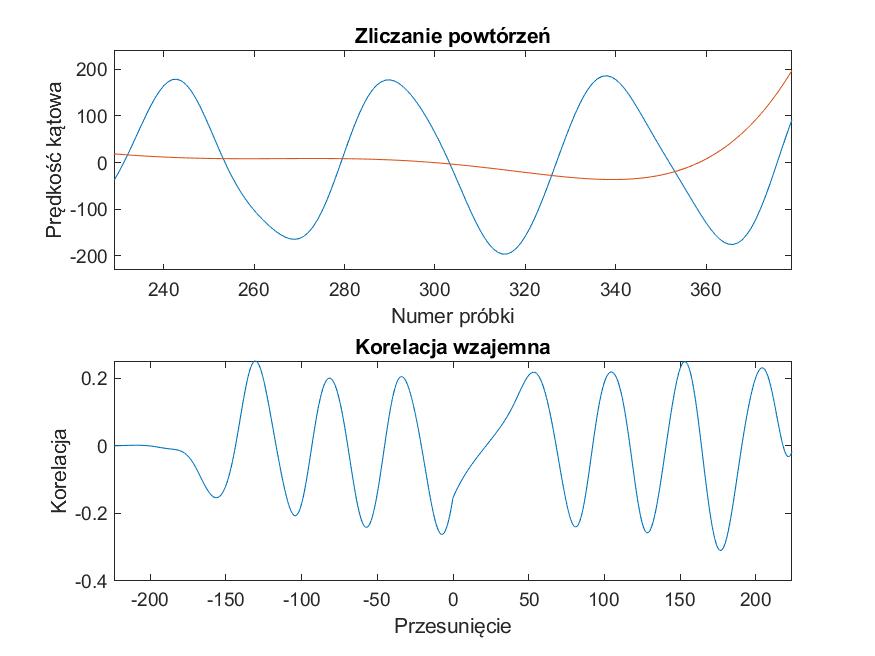 Zliczanie powtórzeń
200
100
0
-100
-200
Prędkość kątowa
240 260 280 300 320 340 360
Numer próbki
Korelacja wzajemna
0.2
0
-0.2
-0.4
Korelacja
-200 -150 -100 -50 0 50 100 150 200
Przesunięcie